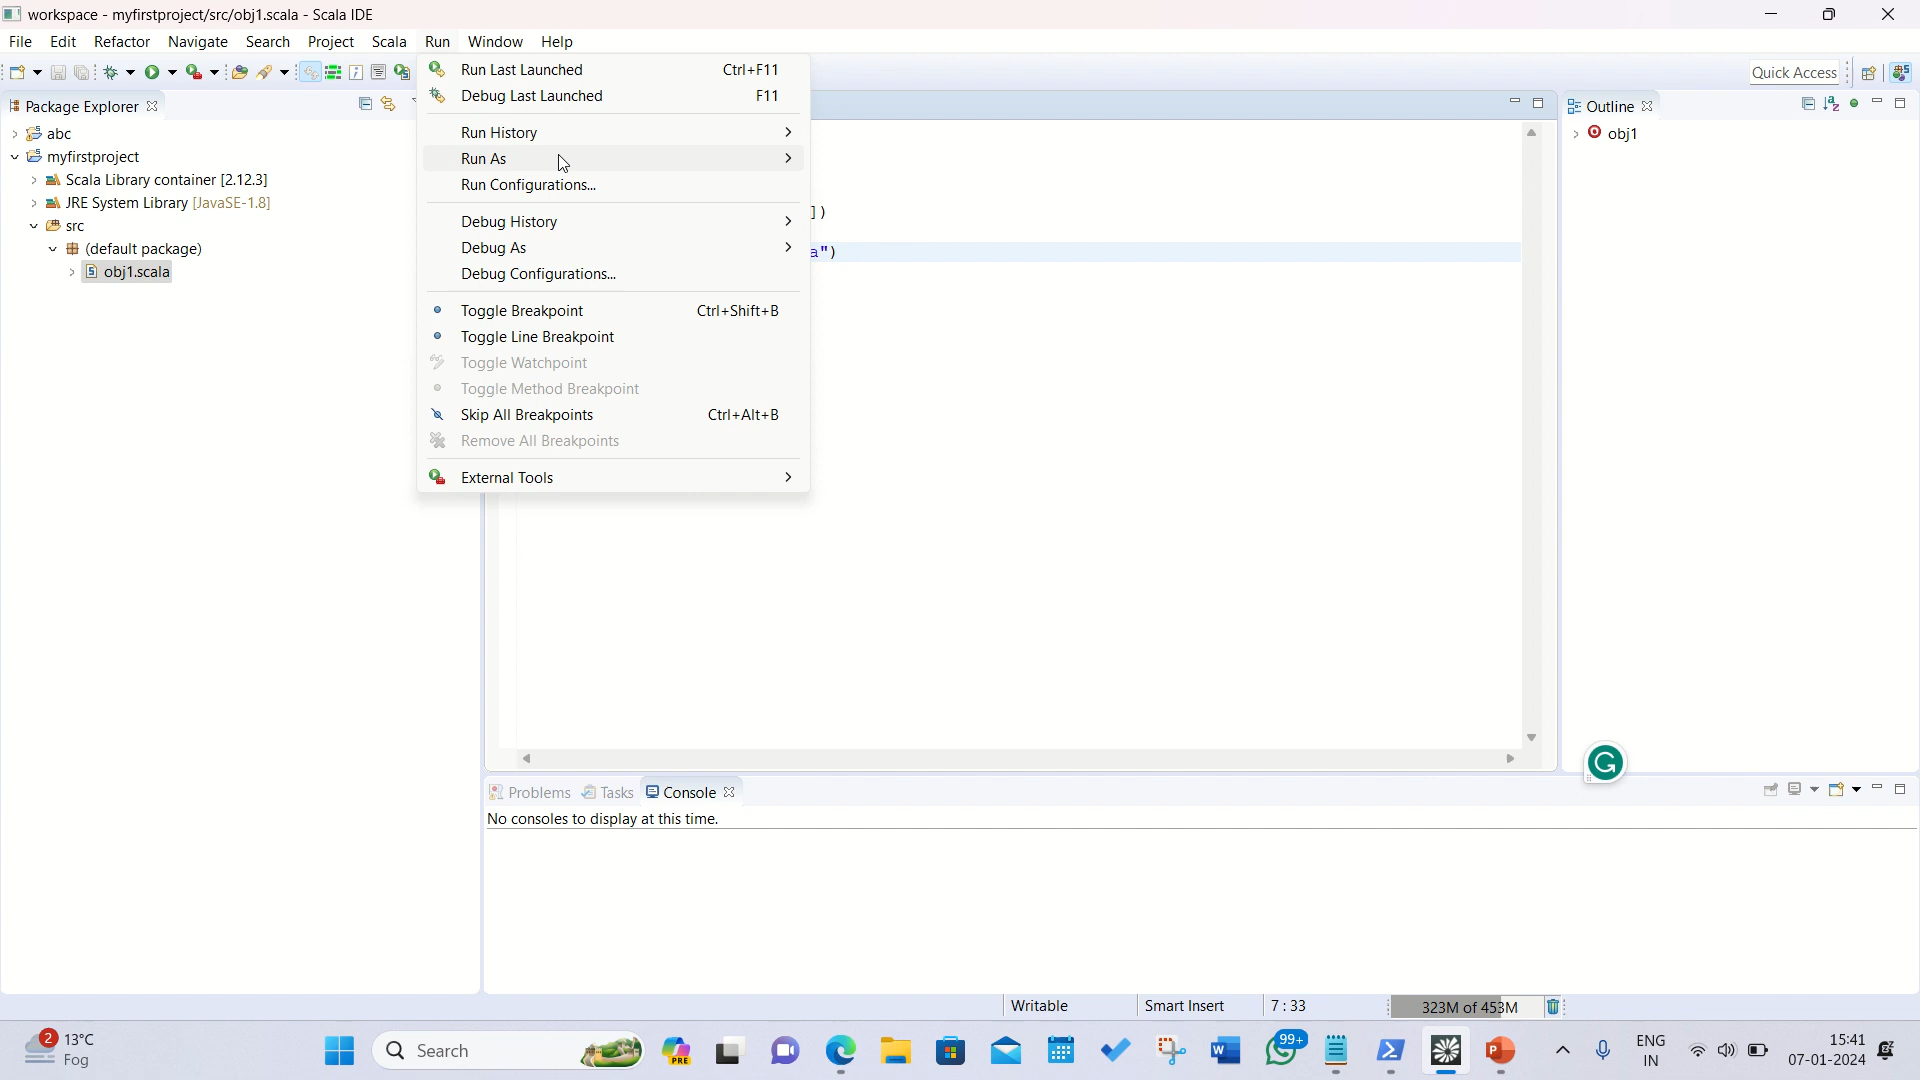 workspace - myfirstproject/src/obj1.scala - Scala IDE
File Edit Refactor Navigate Search Project Scala Run Window Help
Quick Access
Package Explorer
abc
myfirstproject
Scala Library container [2.12.3]
JRE System Library [JavaSE-1.8]
src
(default package)
obj1.scala
Run Last Launched Ctrl+F11
Debug Last Launched F11
Run History
Run As
Run Configurations...
Debug History
Debug As
Debug Configurations...
Toggle Breakpoint Ctrl+Shift+B
Toggle Line Breakpoint
Toggle Watchpoint
Toggle Method Breakpoint
Skip All Breakpoints Ctrl+Alt+B
Remove All Breakpoints
External Tools
])
a")
Outline
obj1
Problems Tasks Console
No consoles to display at this time.
Writable Smart Insert 7 : 33 323M of 453M
2 13°C
Fog
Search
PRE
99+
ENG
IN
15:41
07-01-2024